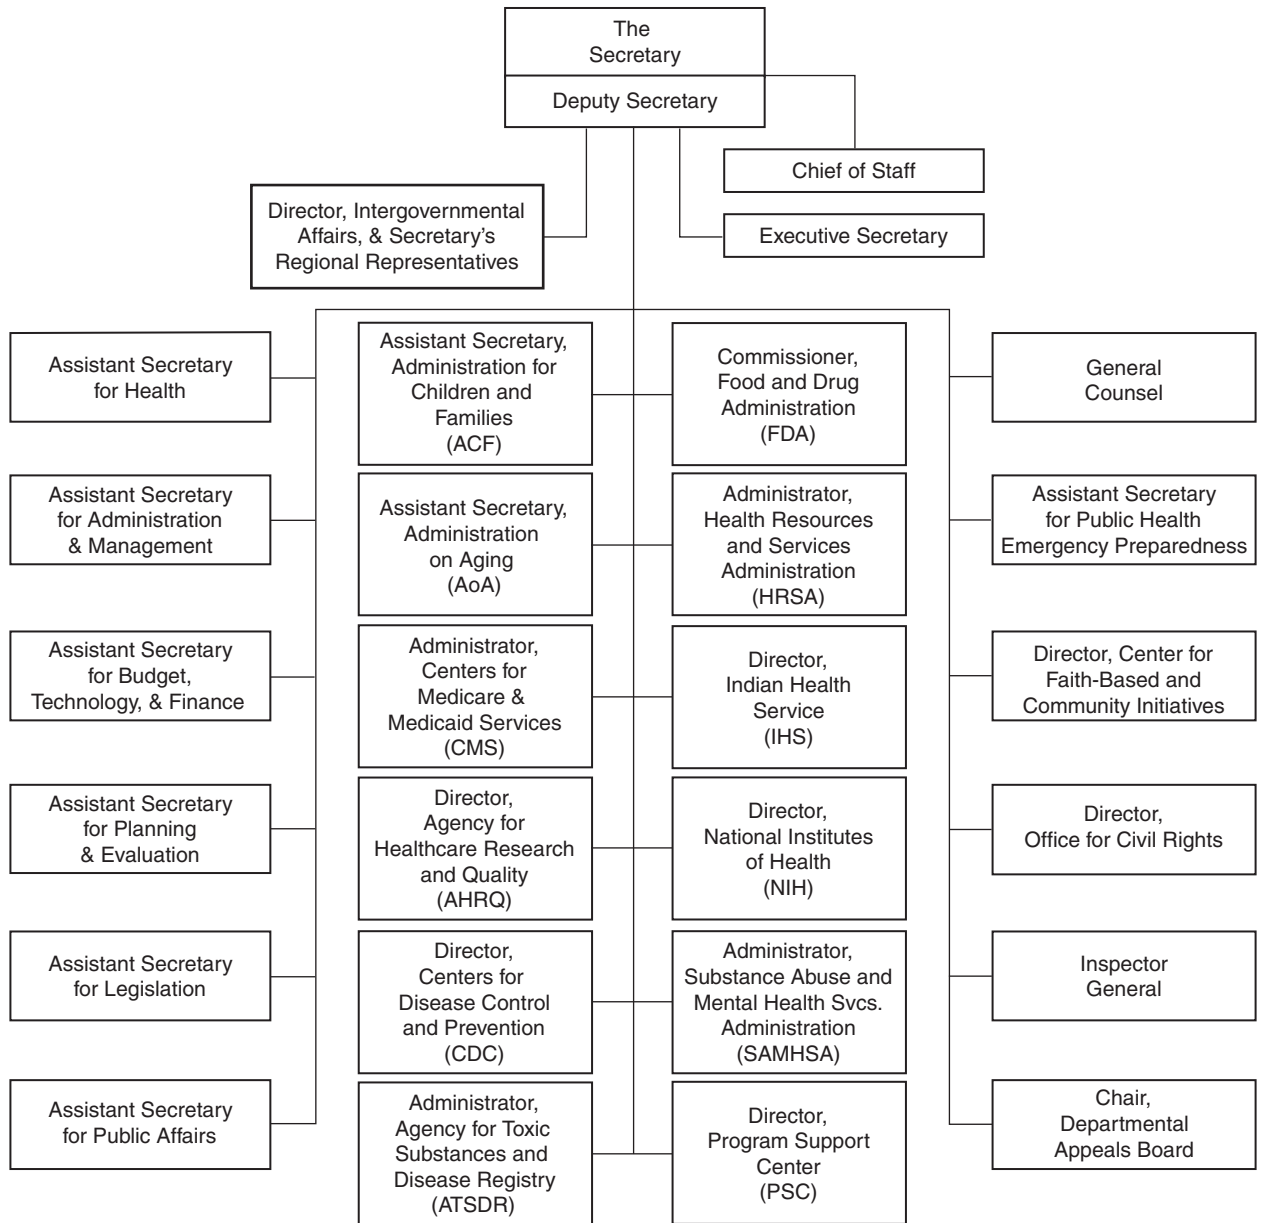 The
Secretary
Deputy Secretary
Chief of Staff
Director, Intergovernmental
Affairs, & Secretary’s
Regional Representatives
Executive Secretary
Assistant Secretary
for Health
Assistant Secretary,
Administration for
Children and
Families
(ACF)
Commissioner,
Food and Drug
Administration
(FDA)
General
Counsel
Assistant Secretary
for Administration
& Management
Assistant Secretary,
Administration
on Aging
(AoA)
Administrator,
Health Resources
and Services
Administration
(HRSA)
Assistant Secretary
for Public Health
Emergency Preparedness
Assistant Secretary
for Budget,
Technology, & Finance
Administrator,
Centers for
Medicare &
Medicaid Services
(CMS)
Director,
Indian Health
Service
(IHS)
Director, Center for
Faith-Based and
Community Initiatives
Assistant Secretary
for Planning
& Evaluation
Director,
Agency for
Healthcare Research
and Quality
(AHRQ)
Director,
National Institutes
of Health
(NIH)
Director,
Office for Civil Rights
Assistant Secretary
for Legislation
Director,
Centers for
Disease Control
and Prevention
(CDC)
Administrator,
Substance Abuse and
Mental Health Svcs.
Administration
(SAMHSA)
Inspector
General
Assistant Secretary
for Public Affairs
Administrator,
Agency for Toxic
Substances and
Disease Registry
(ATSDR)
Director,
Program Support
Center
(PSC)
Chair,
Departmental
Appeals Board